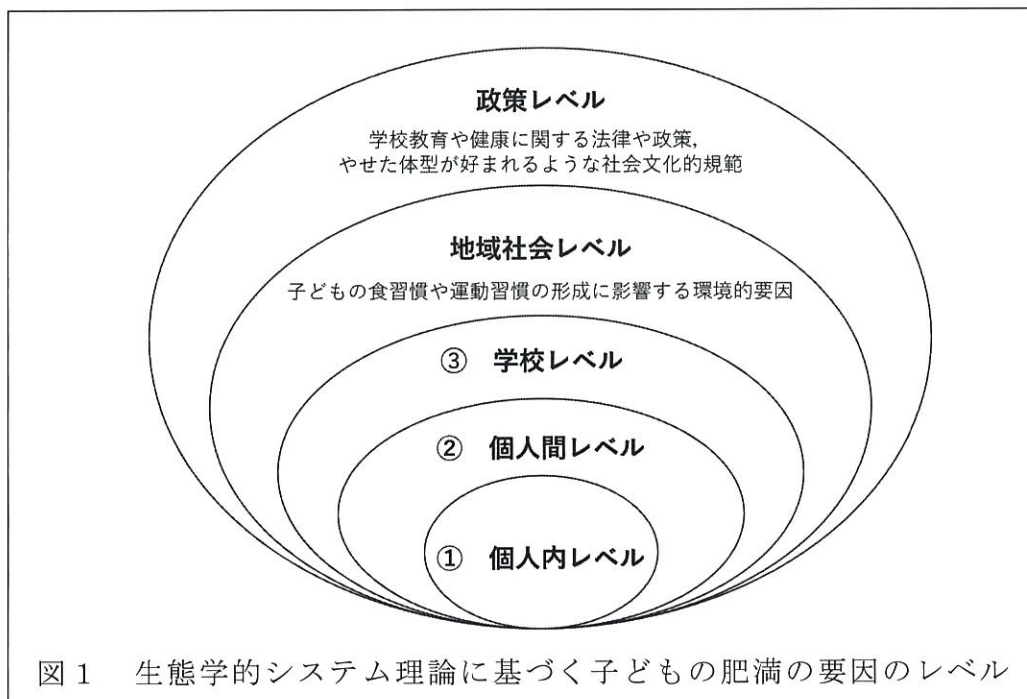 政策レベル
学校教育や健康に関する法律や政策,
やせた体型が好まれるような社会文化的規範
地域社会レベル
子どもの食習慣や運動習慣の形成に影響する環境的要因
③ 学校レベル
② 個人間レベル
① 個人内レベル
図1 生態学的システム理論に基づく子どもの肥満の要因のレベル